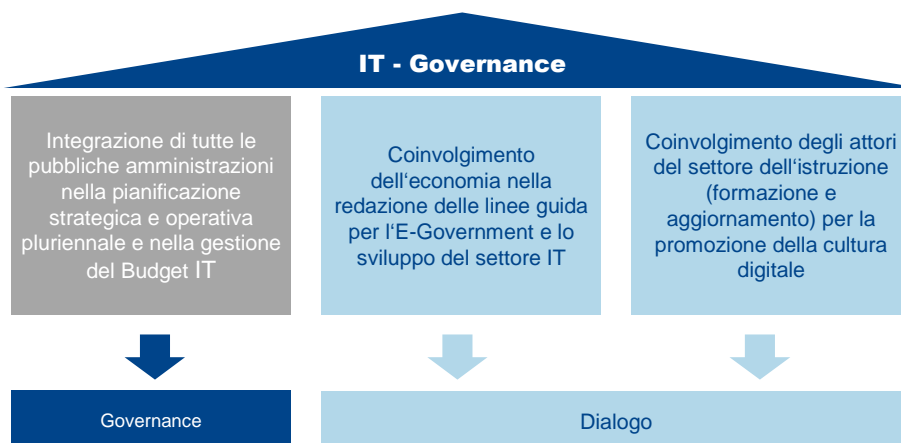 IT - Governance
Integrazione di tutte le
pubbliche amministrazioni
nella pianificazione
strategica e operativa
pluriennale e nella gestione
del Budget IT
Coinvolgimento
dell‘economia nella
redazione delle linee guida
per l‘E-Government e lo
sviluppo del settore IT
Coinvolgimento degli attori
del settore dell‘istruzione
(formazione e
aggiornamento) per la
promozione della cultura
digitale
Governance
Dialogo